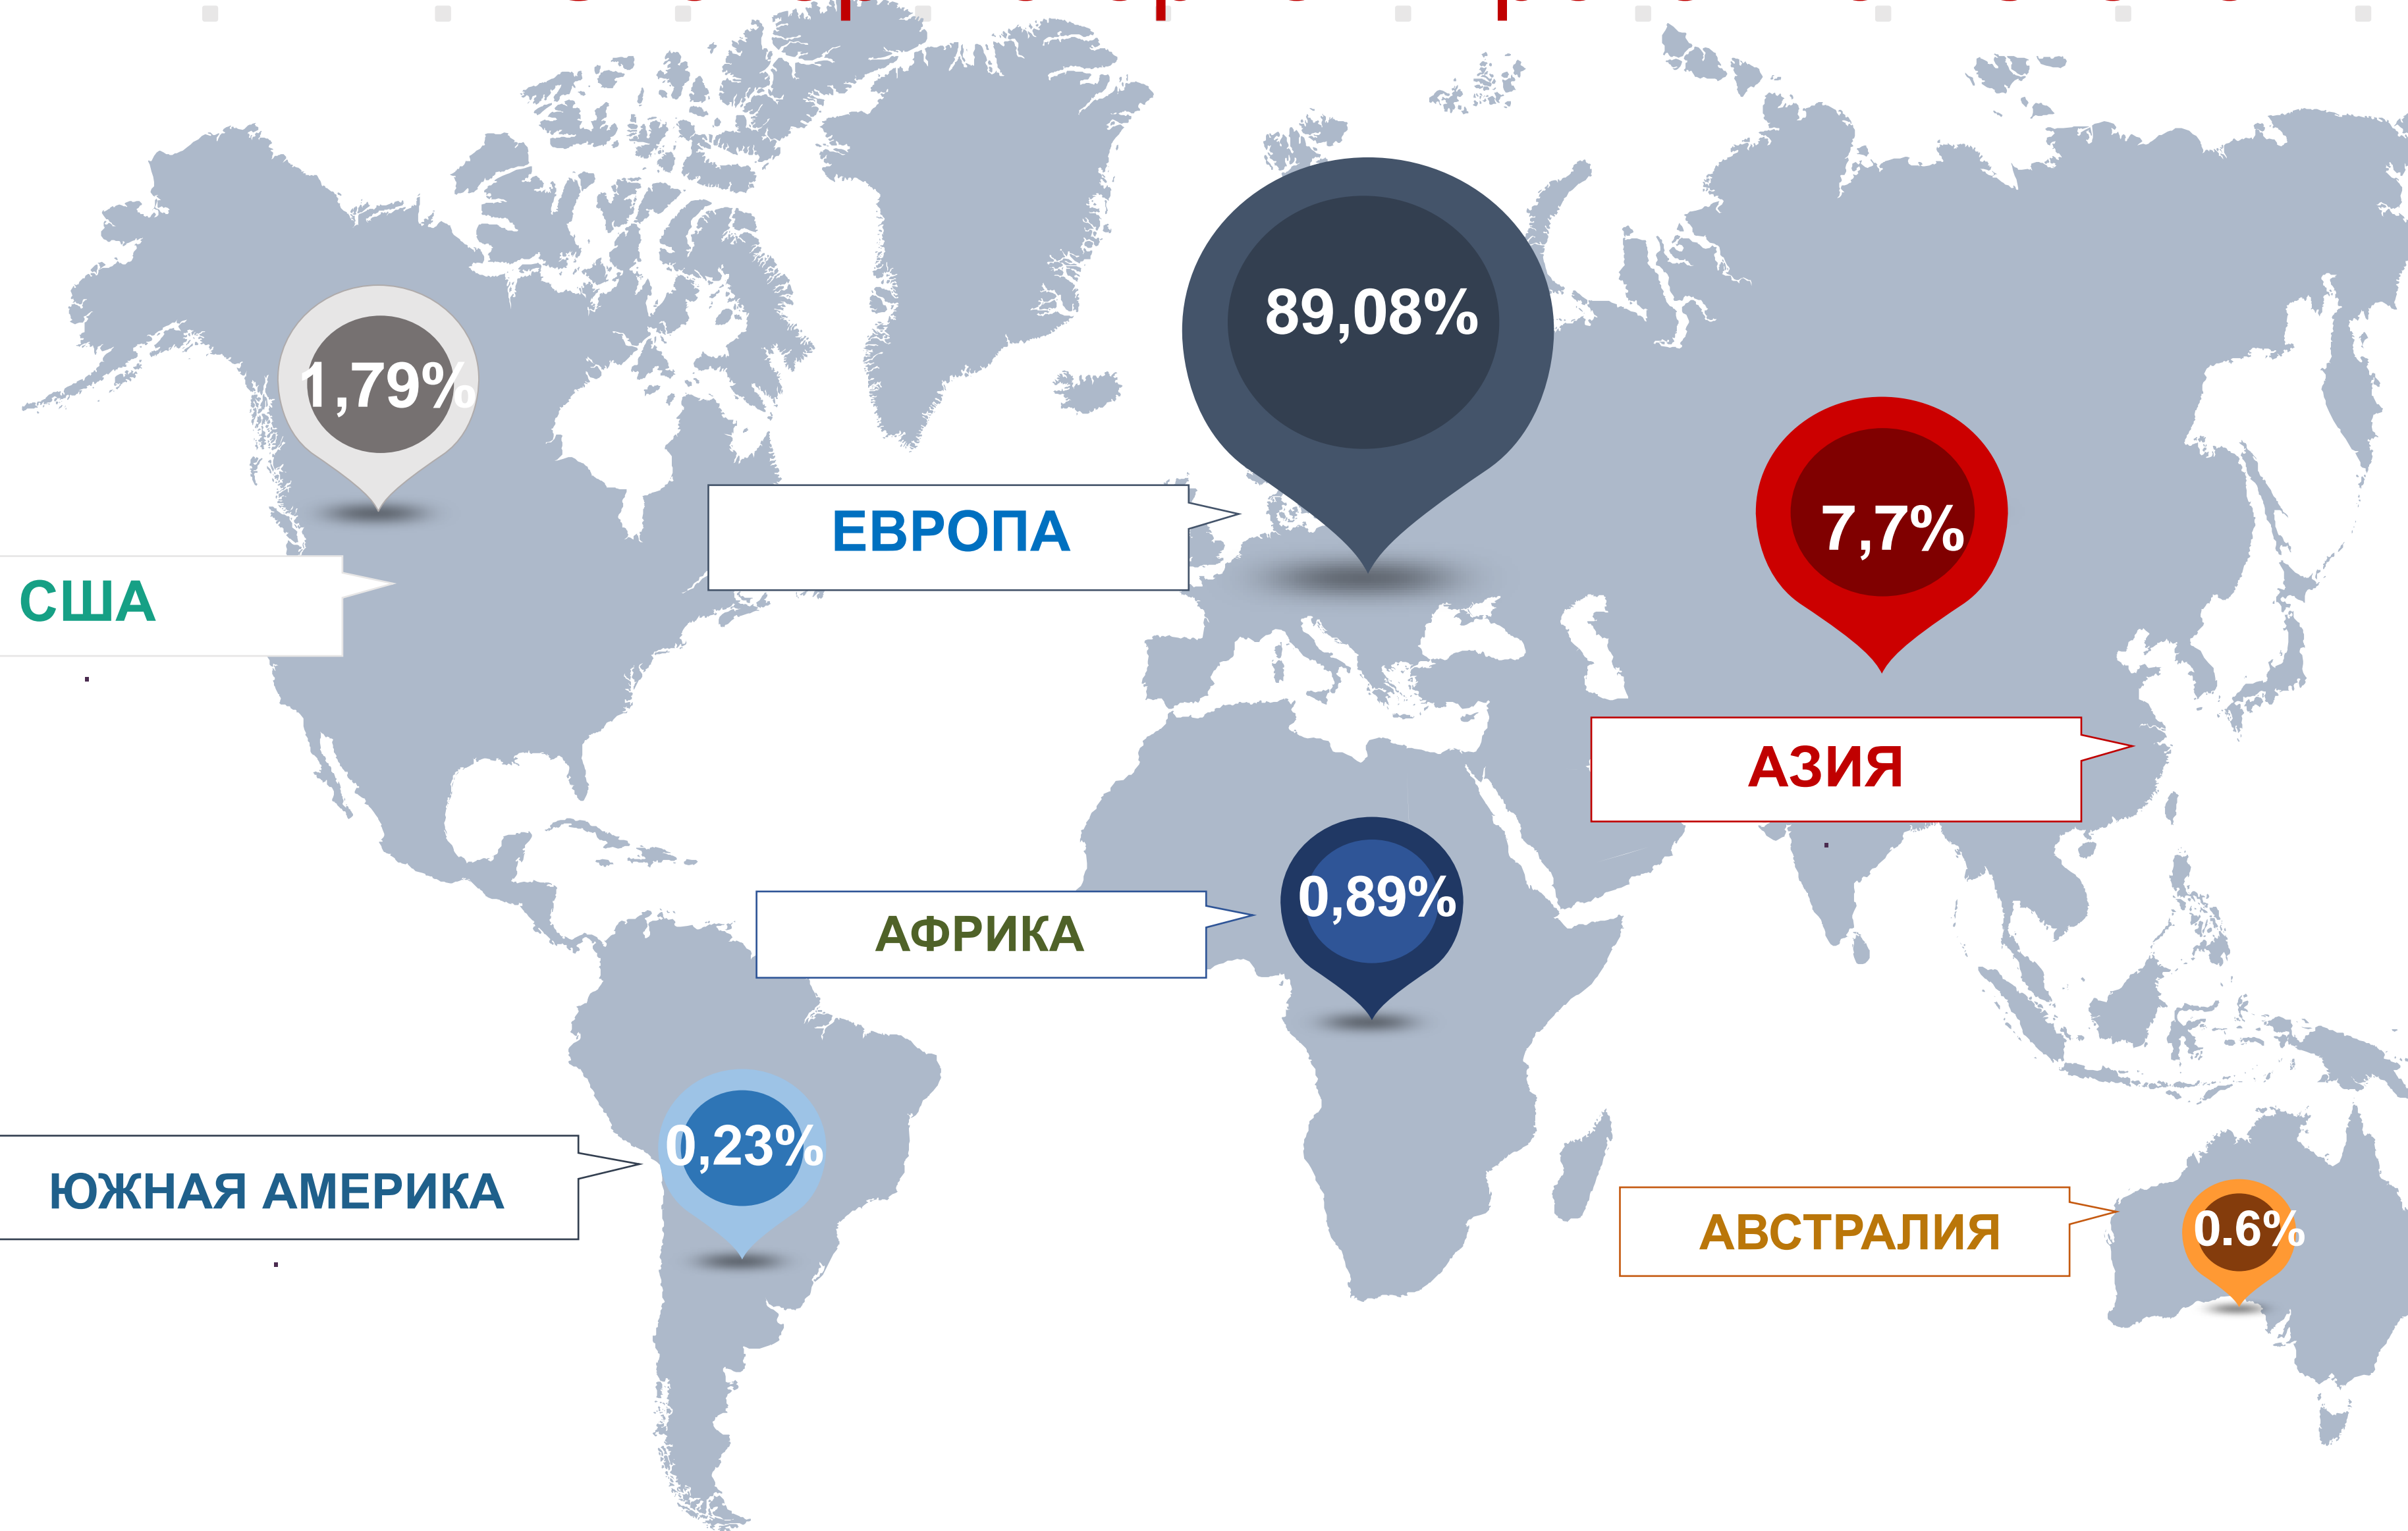 89,08%
1,79%
ЕВРОПА
7,7%
США
АЗИЯ
0,89%
АФРИКА
0,23%
ЮЖНАЯ АМЕРИКА
0.6%
АВСТРАЛИЯ